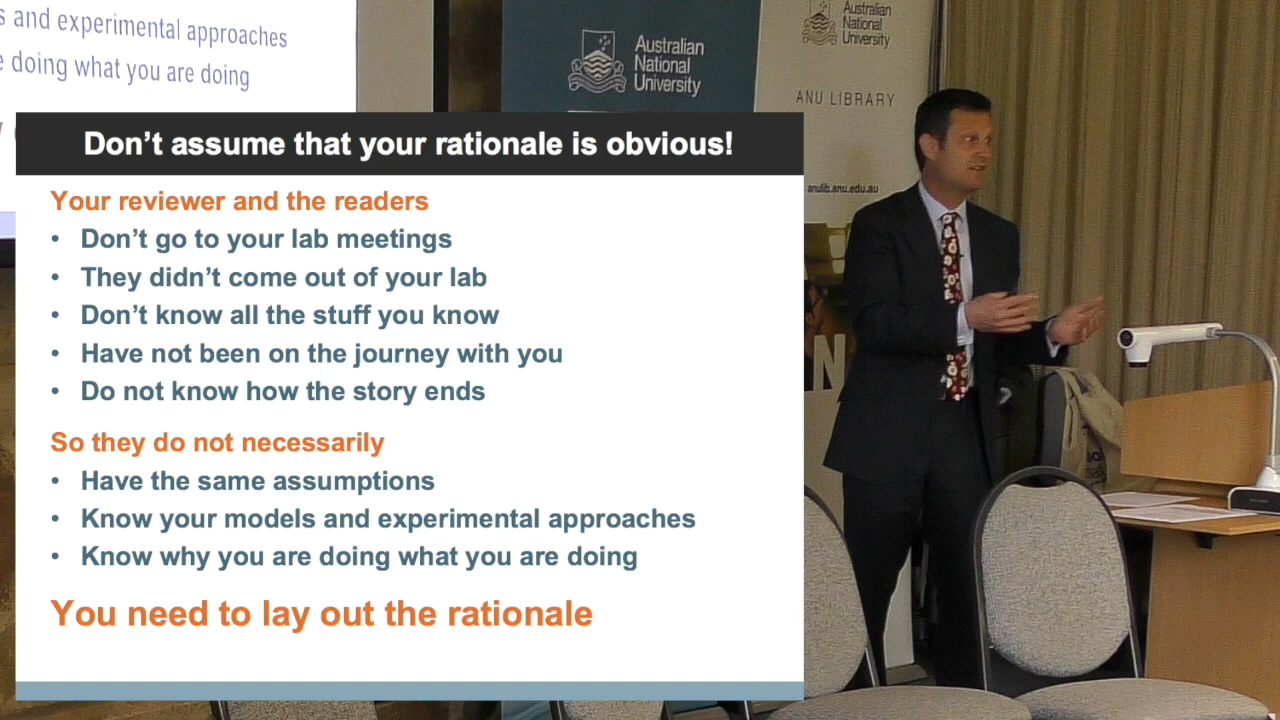 s and experimental approaches
e doing what you are doing
Australian
National
University
Australian
National
University
ANU LIBRARY
anulib.anu.edu.au
Don't assume that your rationale is obvious!
Your reviewer and the readers
• Don't go to your lab meetings
• They didn't come out of your lab
• Don't know all the stuff you know
• Have not been on the journey with you
• Do not know how the story ends
So they do not necessarily
• Have the same assumptions
• Know your models and experimental approaches
• Know why you are doing what you are doing
You need to lay out the rationale